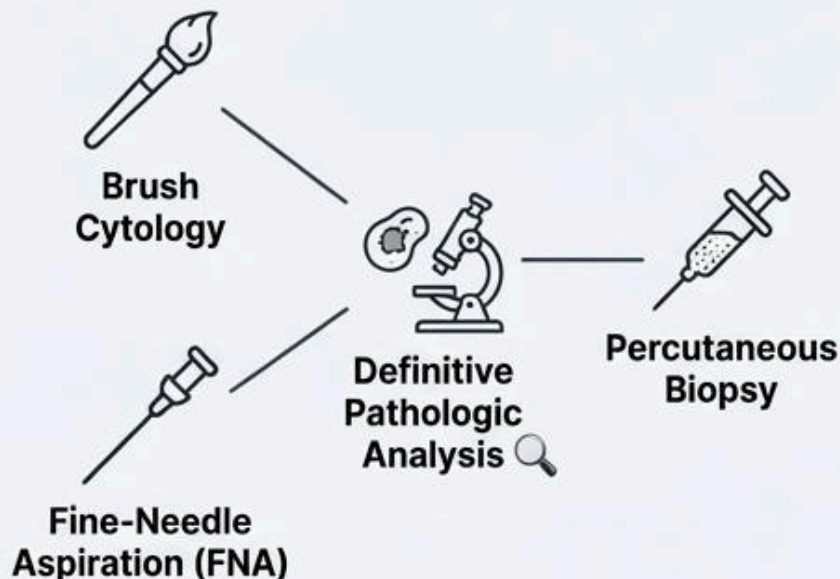 Brush
Cytology
Definitive
Pathologic
Analysis
Percutaneous
Biopsy
Fine-Needle
Aspiration (FNA)